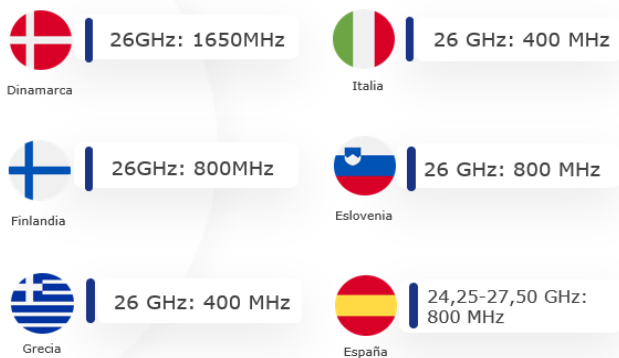 26GHz: 1650MHz
Dinamarca
26 GHz: 400 MHz
Italia
26GHz: 800MHz
Finlandia
26 GHz: 800 MHz
Eslovenia
26 GHz: 400 MHz
Grecia
24,25-27,50 GHz:
800 MHz
España